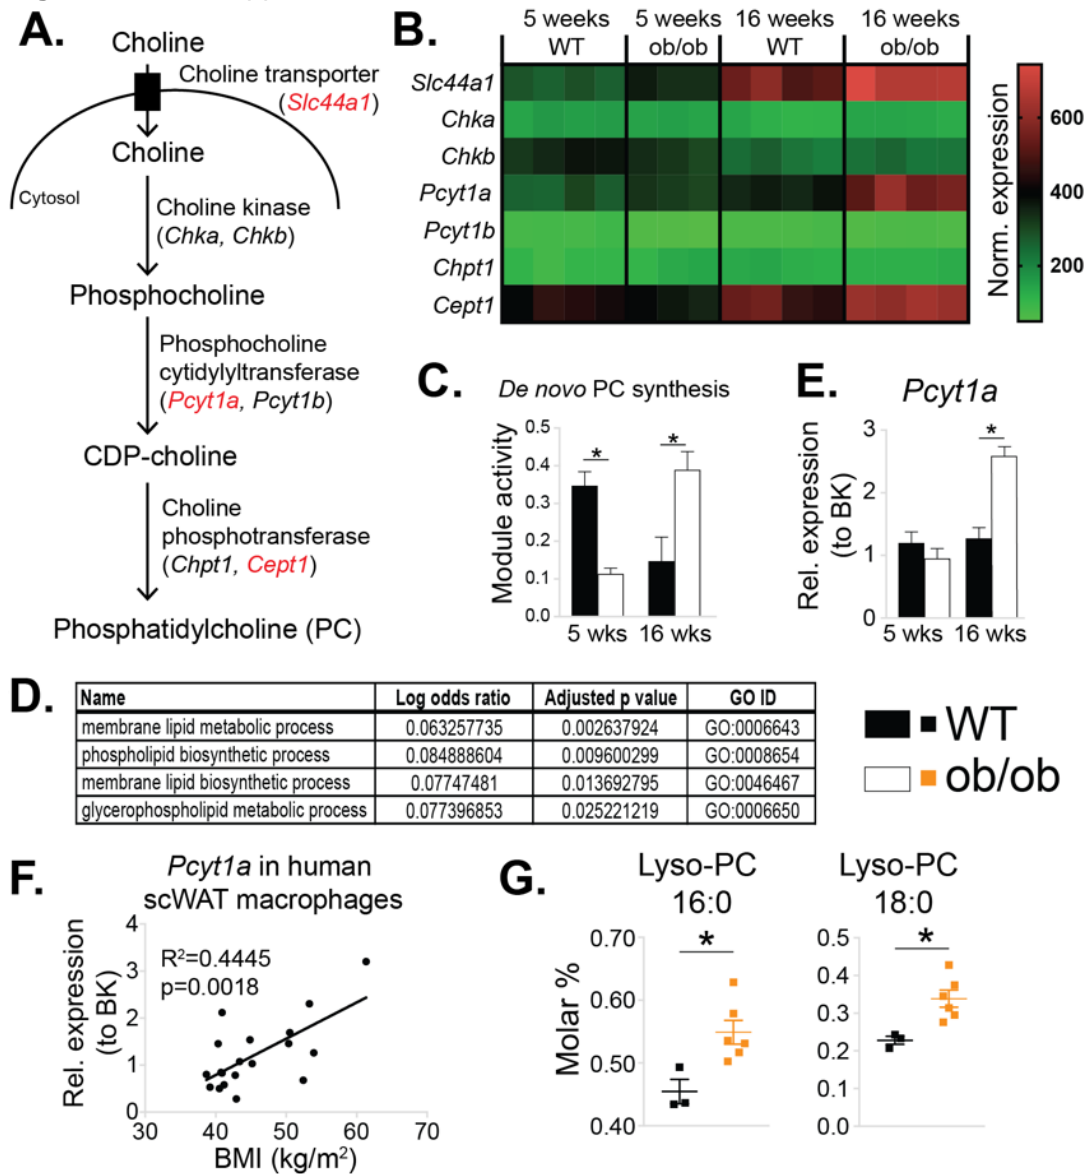 A.
Choline
Choline transporter
(Slc44a1)
Choline
Cytosol
Choline kinase
(Chka, Chkb)
Phosphocholine
Phosphocholine
cytidylyltransferase
(Pcyt1a, Pcyt1b)
CDP-choline
Choline
phosphotransferase
(Chpt1, Cept1)
Phosphatidylcholine (PC)
B.
5 weeks 5 weeks 16 weeks 16 weeks
WT ob/ob WT ob/ob
Slc44a1
Chka
Chkb
Pcyt1a
Pcyt1b
Chpt1
Cept1
Norm. expression
600
400
200
C.
De novo PC synthesis
Module activity
0.5
0.4
0.3
0.2
0.1
0.0
* *
5 wks 16 wks
E.
Pcyt1a
Rel. expression
(to BK)
3
2
1
0
*
5 wks 16 wks
D.
Name Log odds ratio Adjusted p value GO ID
membrane lipid metabolic process 0.063257735 0.002637924 GO:0006643
phospholipid biosynthetic process 0.084888604 0.009600299 GO:0008654
membrane lipid biosynthetic process 0.07747481 0.013692795 GO:0046467
glycerophospholipid metabolic process 0.077396853 0.025221219 GO:0006650
WT
ob/ob
F.
Pcyt1a in human
scWAT macrophages
Rel. expression
(to BK)
4
3
2
1
0
R²=0.4445
p=0.0018
30 40 50 60 70
BMI (kg/m²)
G.
Lyso-PC
16:0
Molar %
0.70
0.60
0.50
0.40
*
Lyso-PC
18:0
0.5
0.4
0.3
0.2
0.1
0.0
*